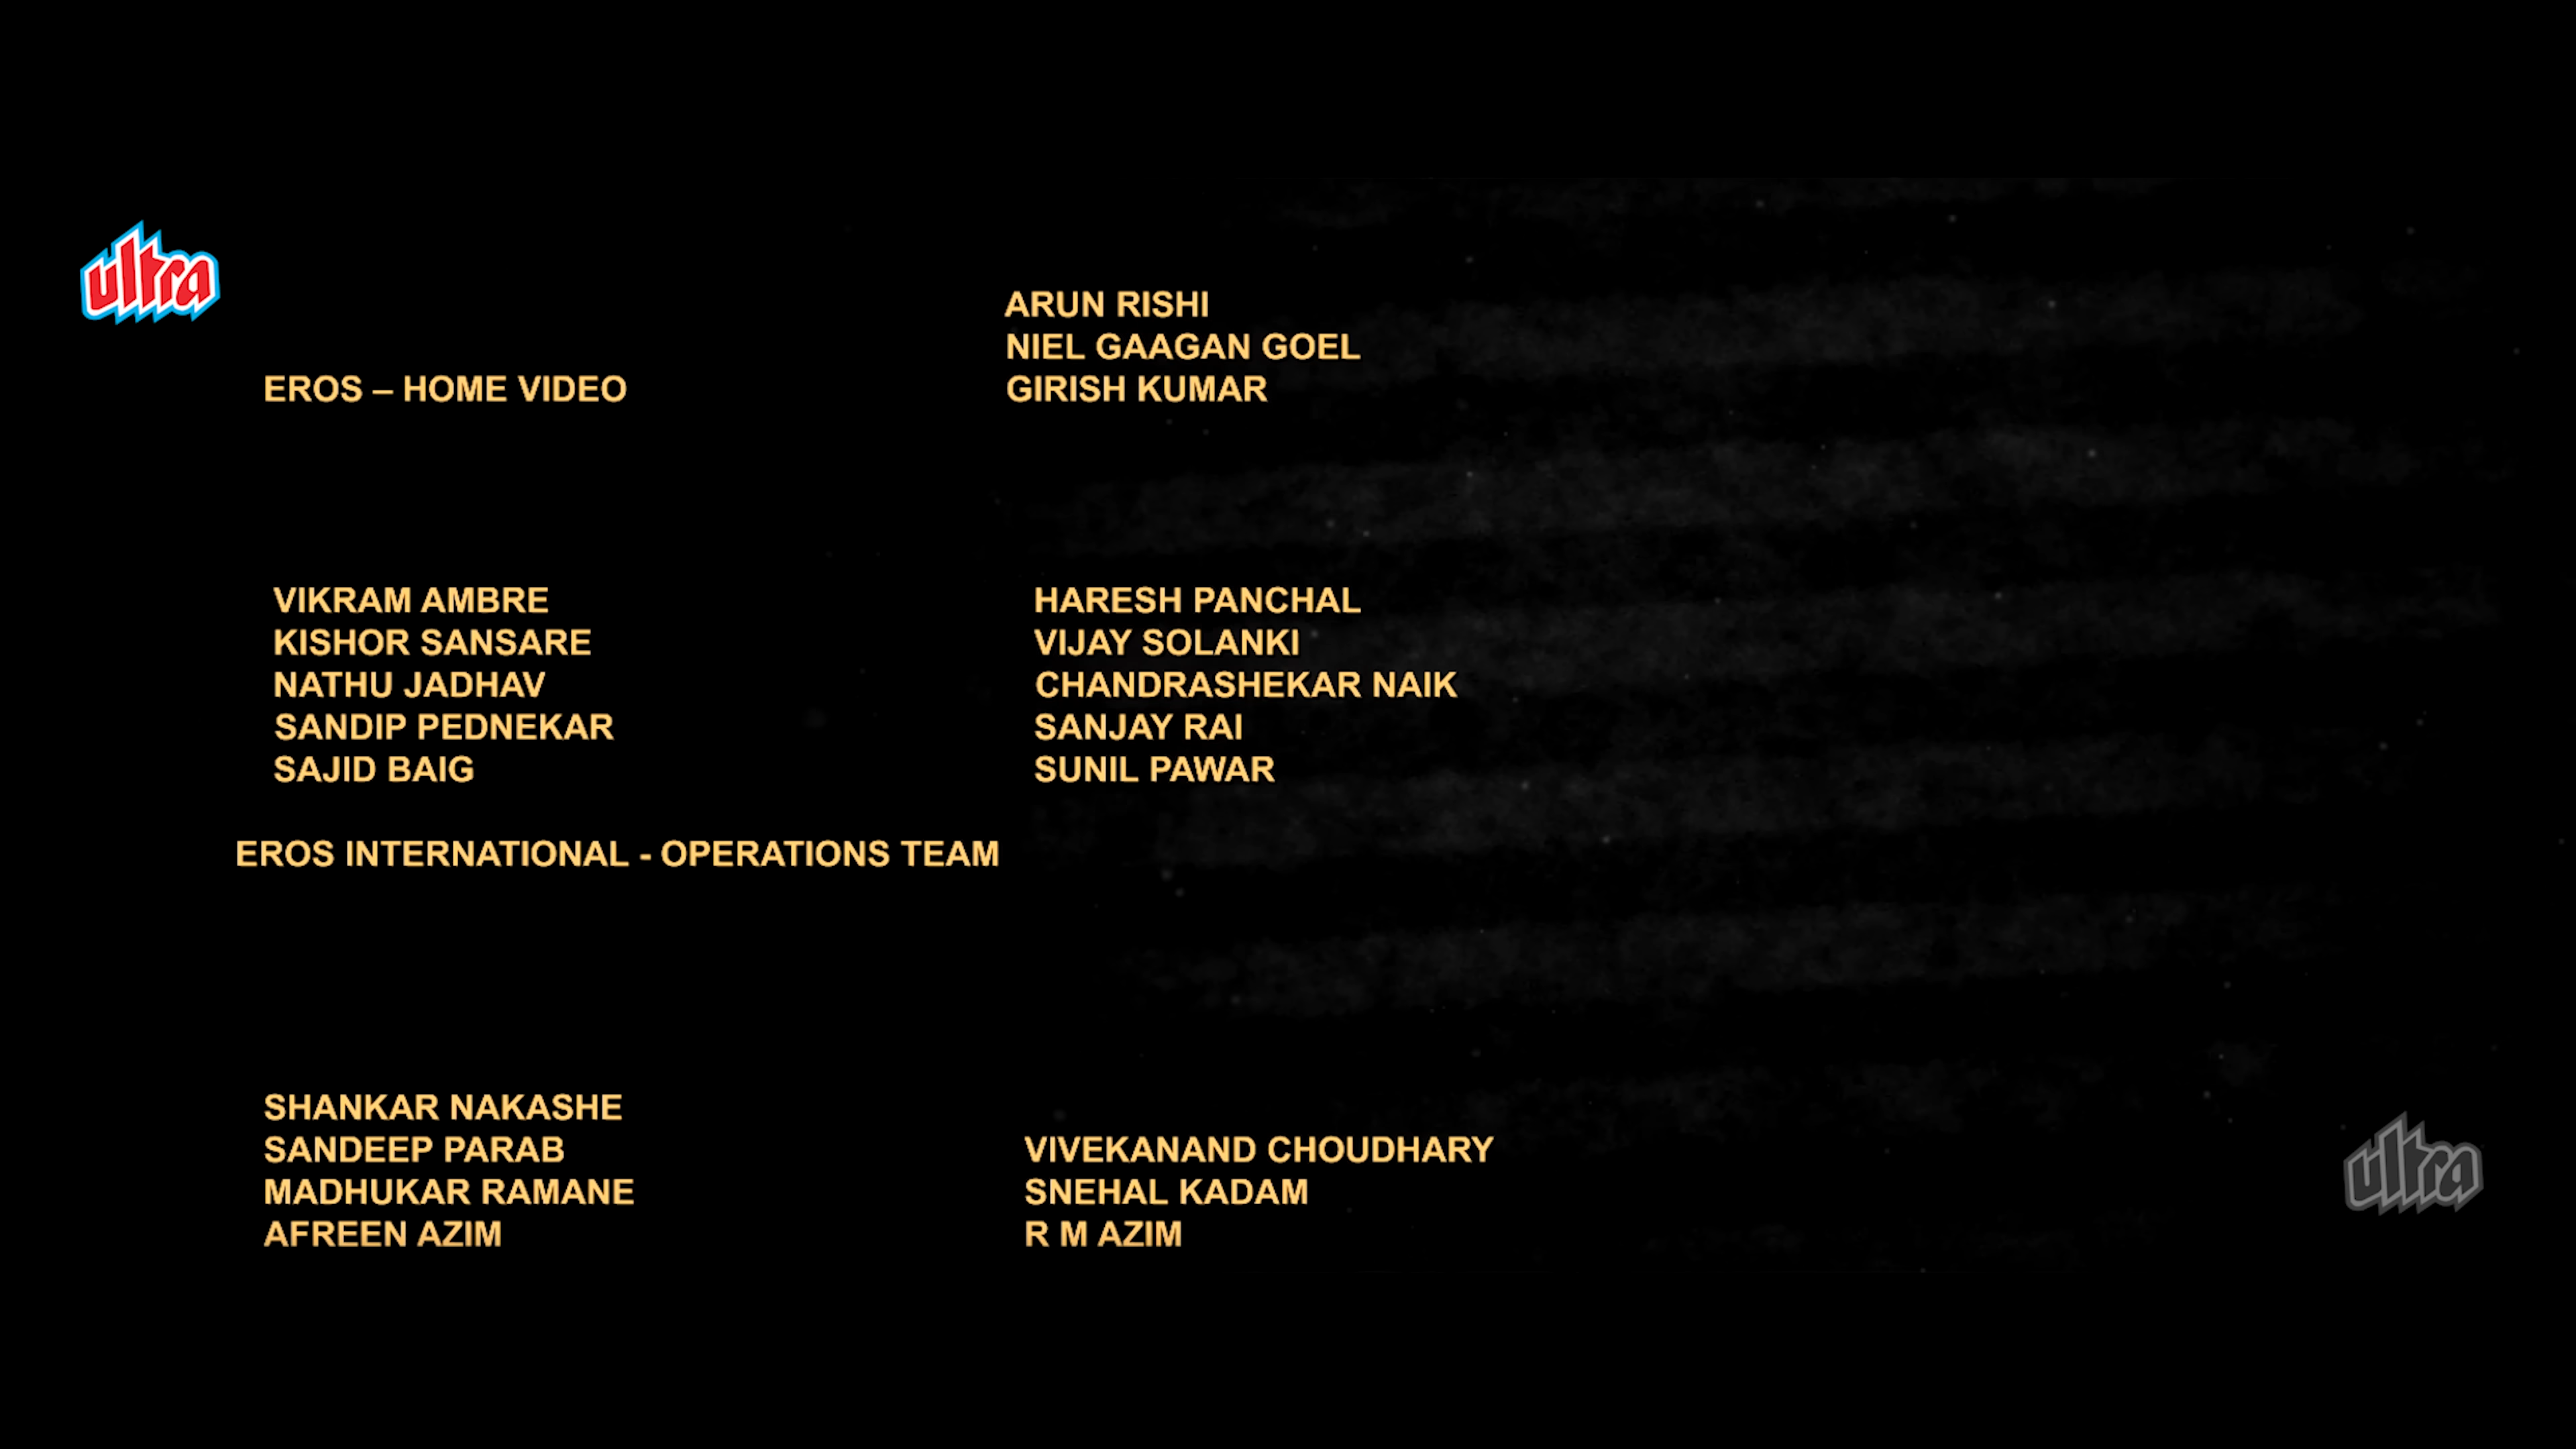 ultra
ARUN RISHI
NIEL GAAGAN GOEL
EROS – HOME VIDEO GIRISH KUMAR
VIKRAM AMBRE HARESH PANCHAL
KISHOR SANSARE VIJAY SOLANKI
NATHU JADHAV CHANDRASHEKAR NAIK
SANDIP PEDNEKAR SANJAY RAI
SAJID BAIG SUNIL PAWAR
EROS INTERNATIONAL - OPERATIONS TEAM
SHANKAR NAKASHE
SANDEEP PARAB VIVEKANAND CHOUDHARY
MADHUKAR RAMANE SNEHAL KADAM
AFREEN AZIM R M AZIM
ultra